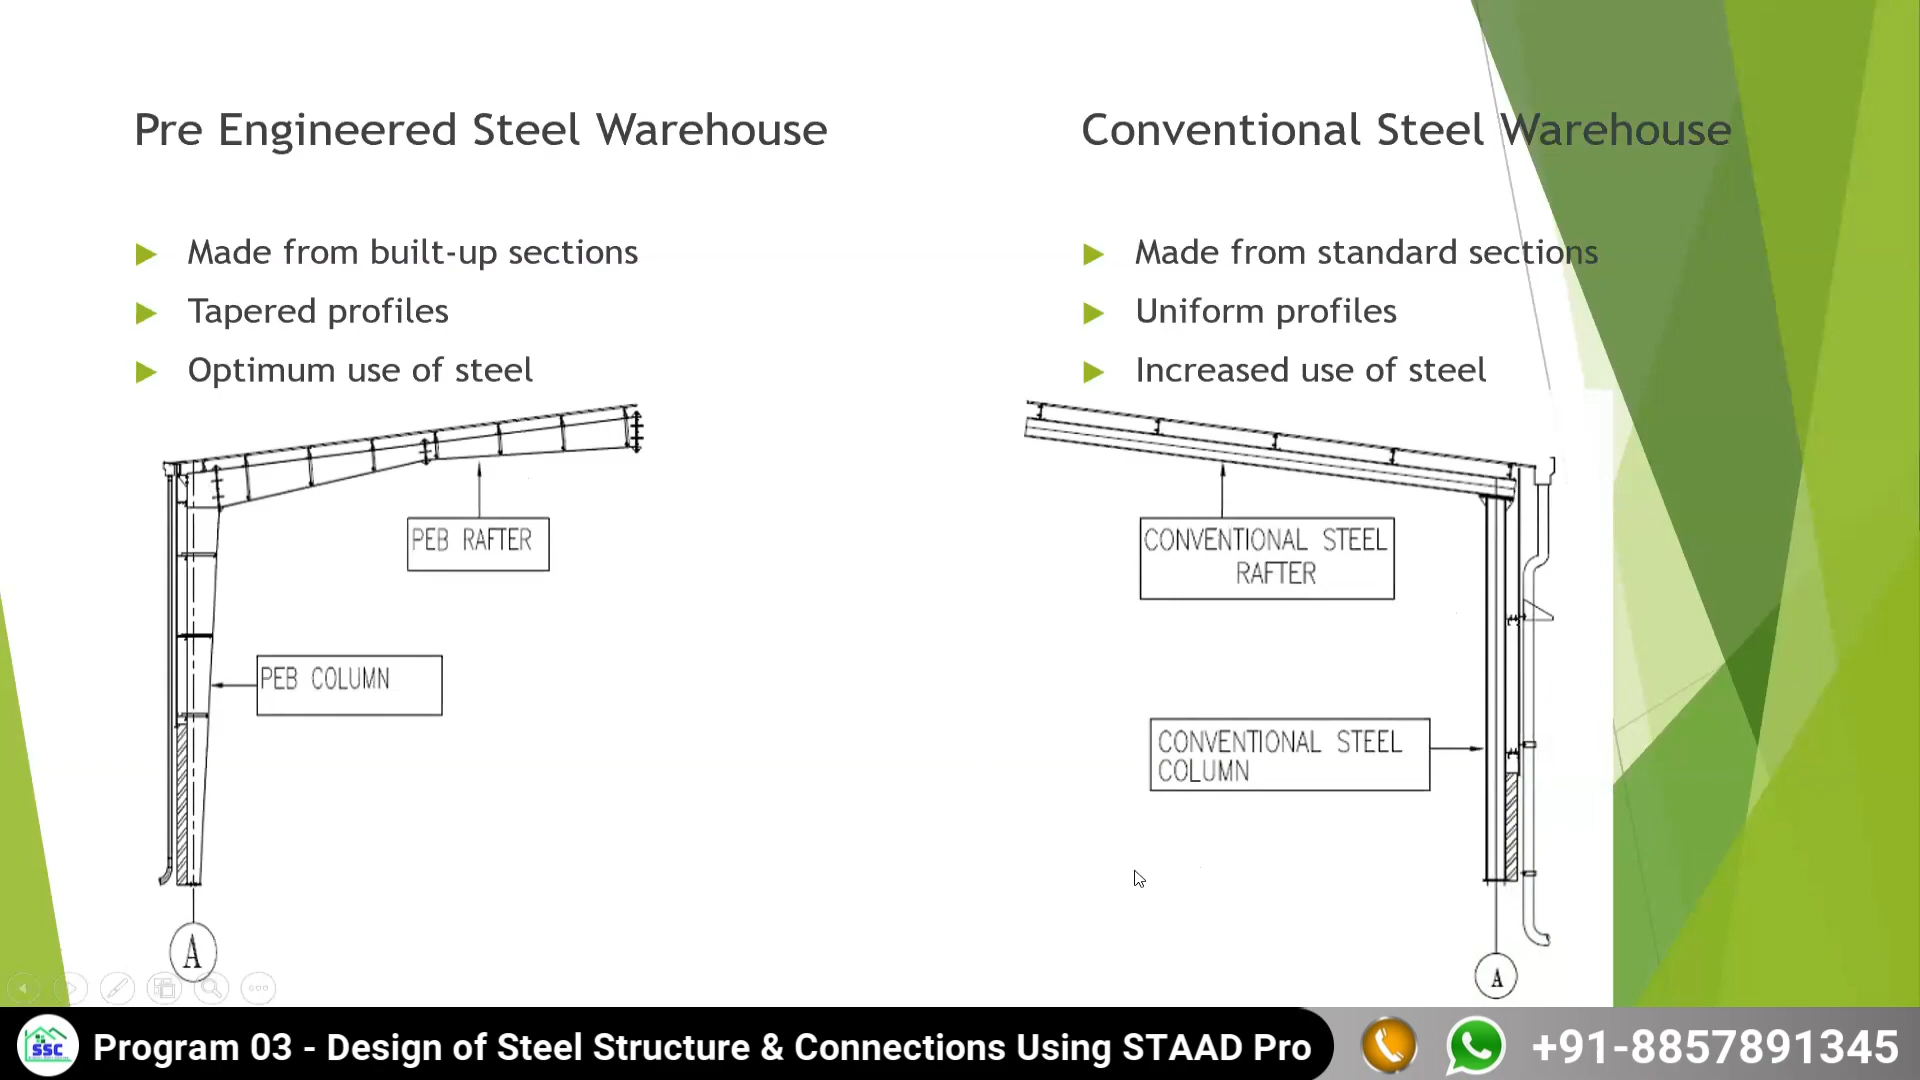 Pre Engineered Steel Warehouse
Made from built-up sections
Tapered profiles
Optimum use of steel
PEB RAFTER
PEB COLUMN
A
Conventional Steel Warehouse
Made from standard sections
Uniform profiles
Increased use of steel
CONVENTIONAL STEEL
RAFTER
CONVENTIONAL STEEL
COLUMN
A
SSC
Program 03 - Design of Steel Structure & Connections Using STAAD Pro
+91-8857891345